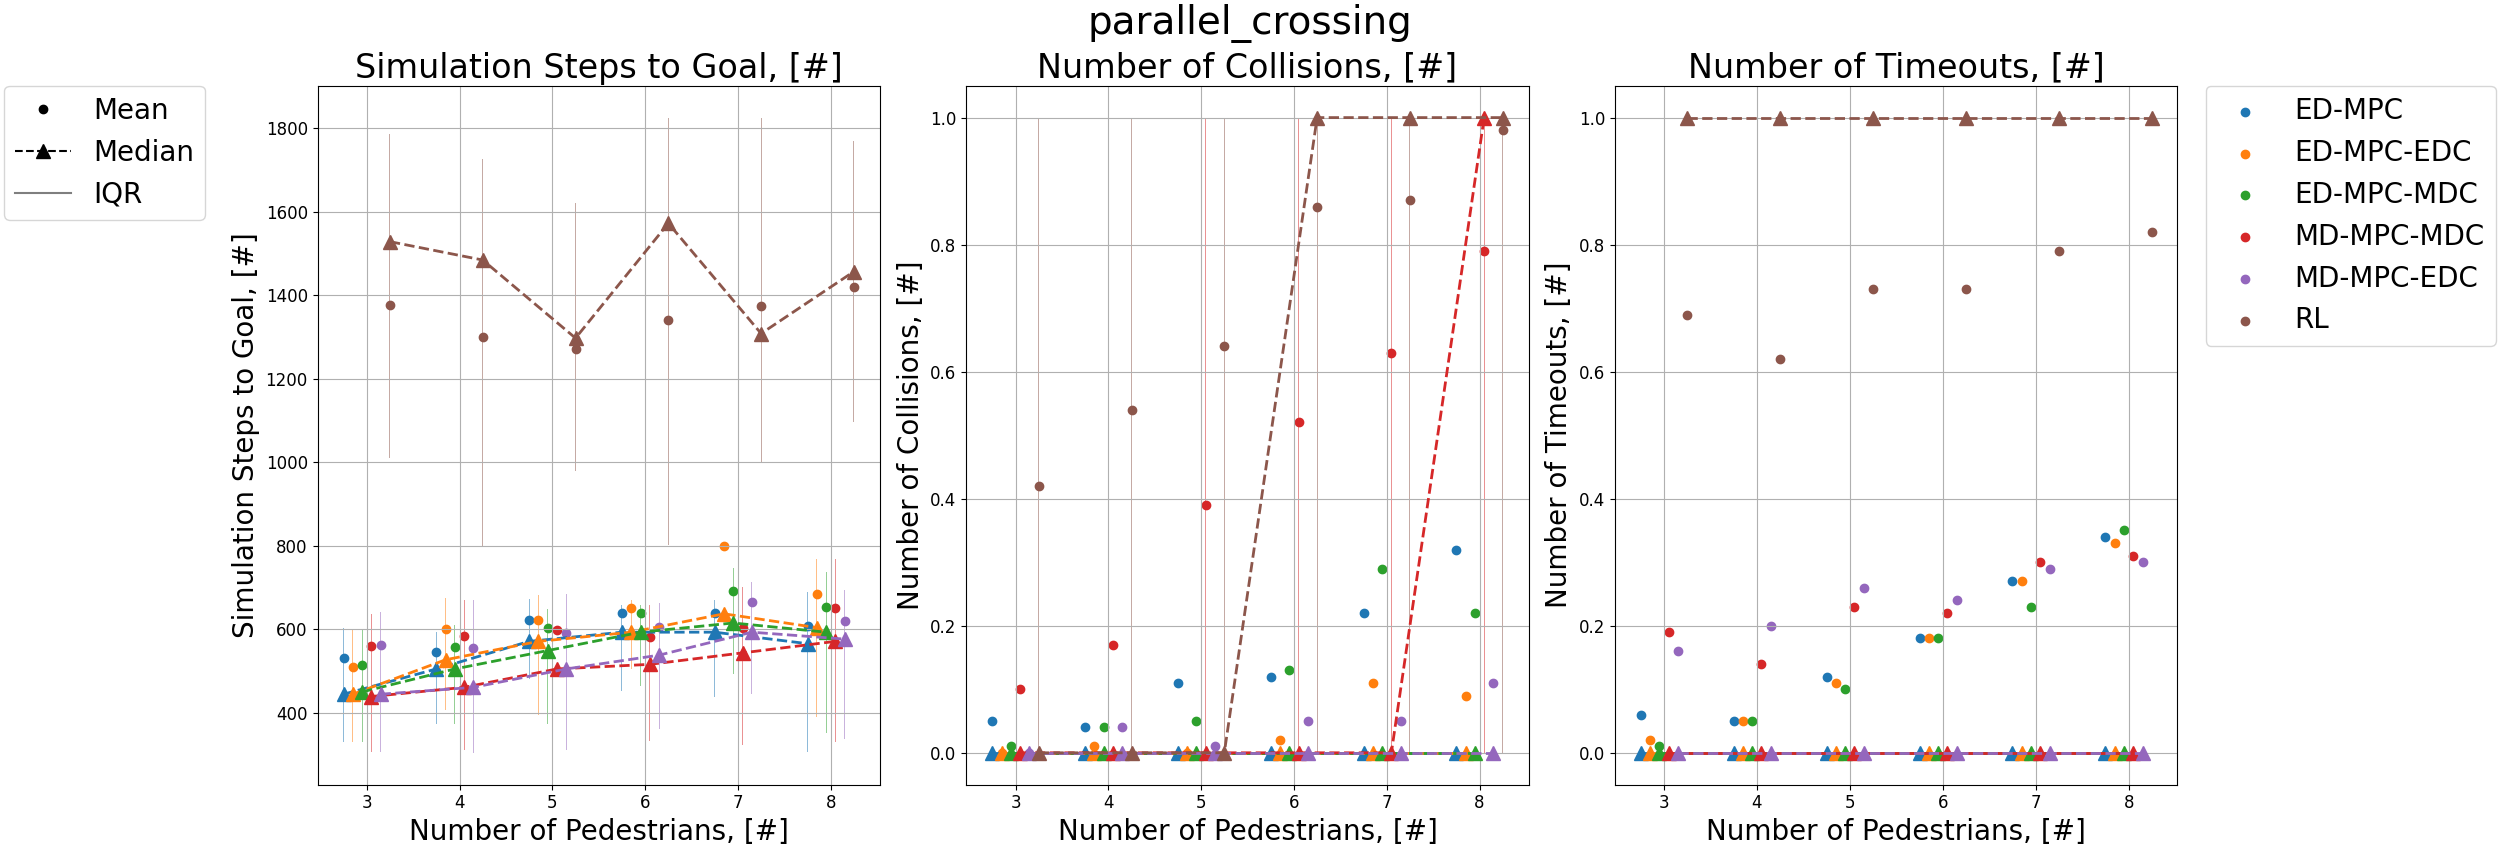 parallel_crossing
Mean
Median
IQR
Simulation Steps to Goal, [#]
Simulation Steps to Goal, [#]
1800
1600
1400
1200
1000
800
600
400
3 4 5 6 7 8
Number of Pedestrians, [#]
Number of Collisions, [#]
Number of Collisions, [#]
1.0
0.8
0.6
0.4
0.2
0.0
3 4 5 6 7 8
Number of Pedestrians, [#]
Number of Timeouts, [#]
Number of Timeouts, [#]
1.0
0.8
0.6
0.4
0.2
0.0
3 4 5 6 7 8
Number of Pedestrians, [#]
ED-MPC
ED-MPC-EDC
ED-MPC-MDC
MD-MPC-MDC
MD-MPC-EDC
RL